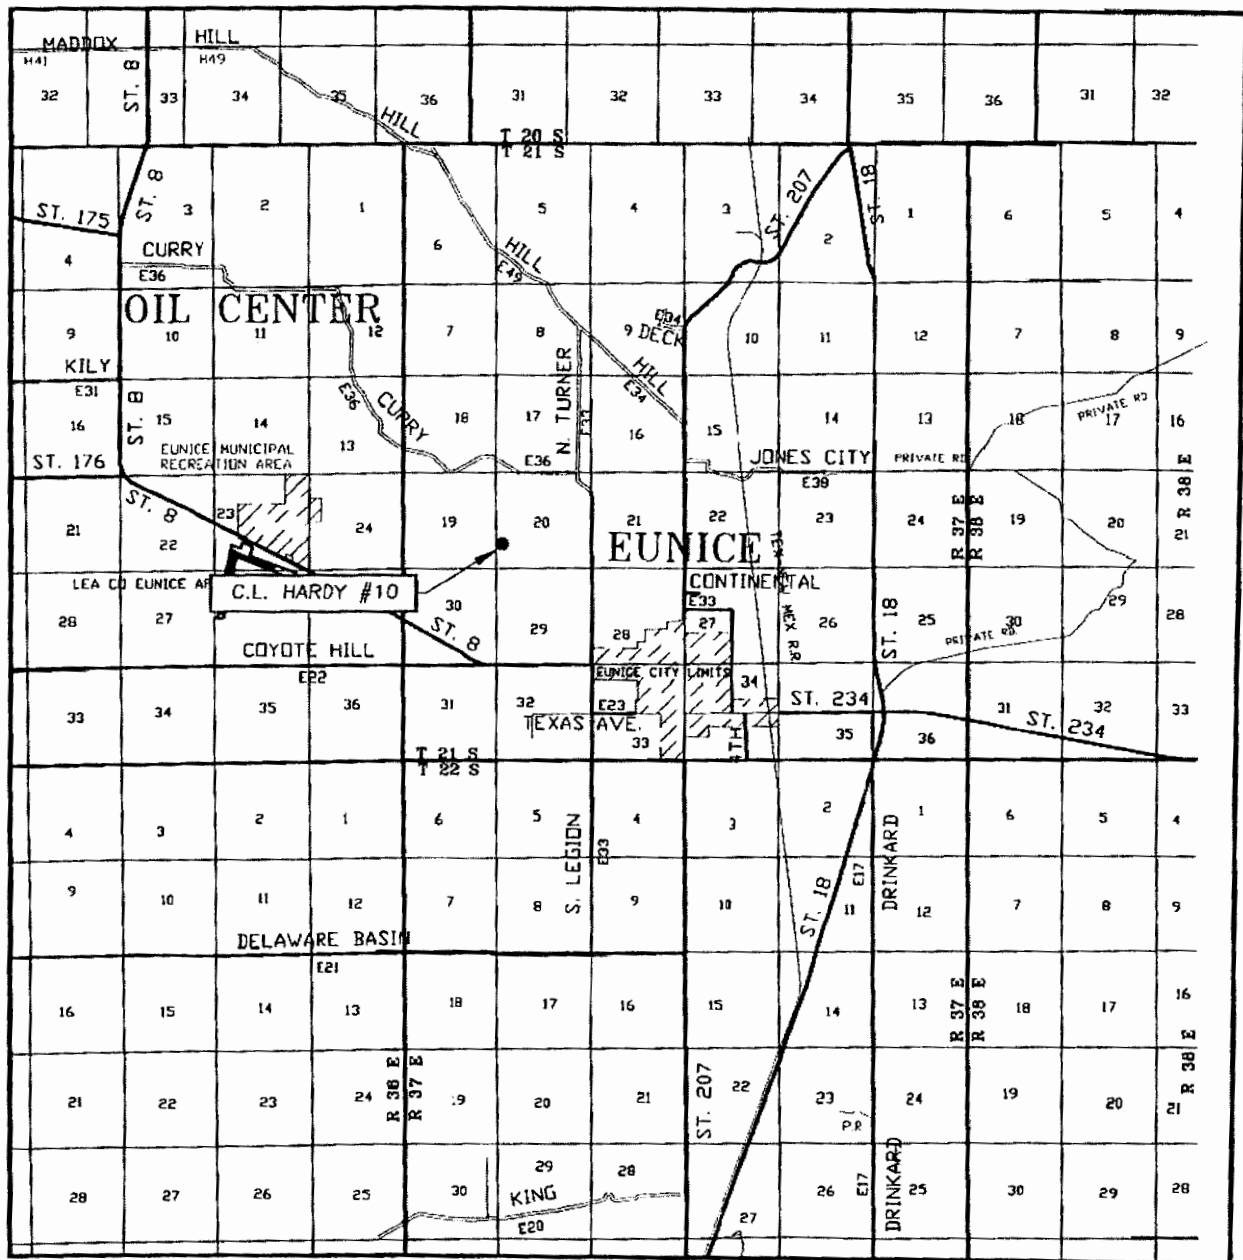 MADDOX HILL
H41 H49
ST. 8
32 33 34 35 36 31 32 33 34 35 36 31 32
HILL
T 20 S
T 21 S
ST. 175 ST. 8 ST. 207 ST. 18
3 2 1 5 4 3 1 6 5 4
4 6 2
CURRY HILL
E36 E49
OIL CENTER
E34
9 10 11 12 7 8 9 DECK 10 11 12 7 8 9
KILY N. TURNER HILL
E31 E36 E34
ST. 8 CURRY E33 PRIVATE RD
16 15 14 13 18 17 16 15 14 13 18 17 16
EUNICE MUNICIPAL
RECREATION AREA
ST. 176 E36 JONES CITY PRIVATE RD
E38
ST. 8 R 37 E R 38 E R 38 E
21 22 23 24 19 20 21 22 23 24 19 20 21
EUNICE
LEA CO EUNICE
C.L. HARDY #10
CONTINENTAL
E33
MEX R.R
28 27 30 29 28 27 26 25 30 29 28
ST. 8 ST. 18 PRIVATE RD.
COYOTE HILL
E22
EUNICE CITY LIMITS
34
33 34 35 36 31 32 E23 ST. 234 31 32 33
TEXAS AVE. ST. 234
33 4TH 35 36
T 21 S
T 22 S
4 3 2 1 6 5 4 3 2 1 6 5 4
S. LEGION E33 DRINKARD
E17
ST. 18
9 10 11 12 7 8 9 10 11 12 7 8 9
DELAWARE BASIN
E21
16 15 14 13 18 17 16 15 14 13 18 17 16
R 37 E R 38 E
R 36 E R 37 E ST. 207 R 38 E
21 22 23 24 19 20 21 22 23 24 19 20 21
P.R.
28 27 26 25 30 29 28 26 25 30 29 28
KING E17 DRINKARD
E20
27